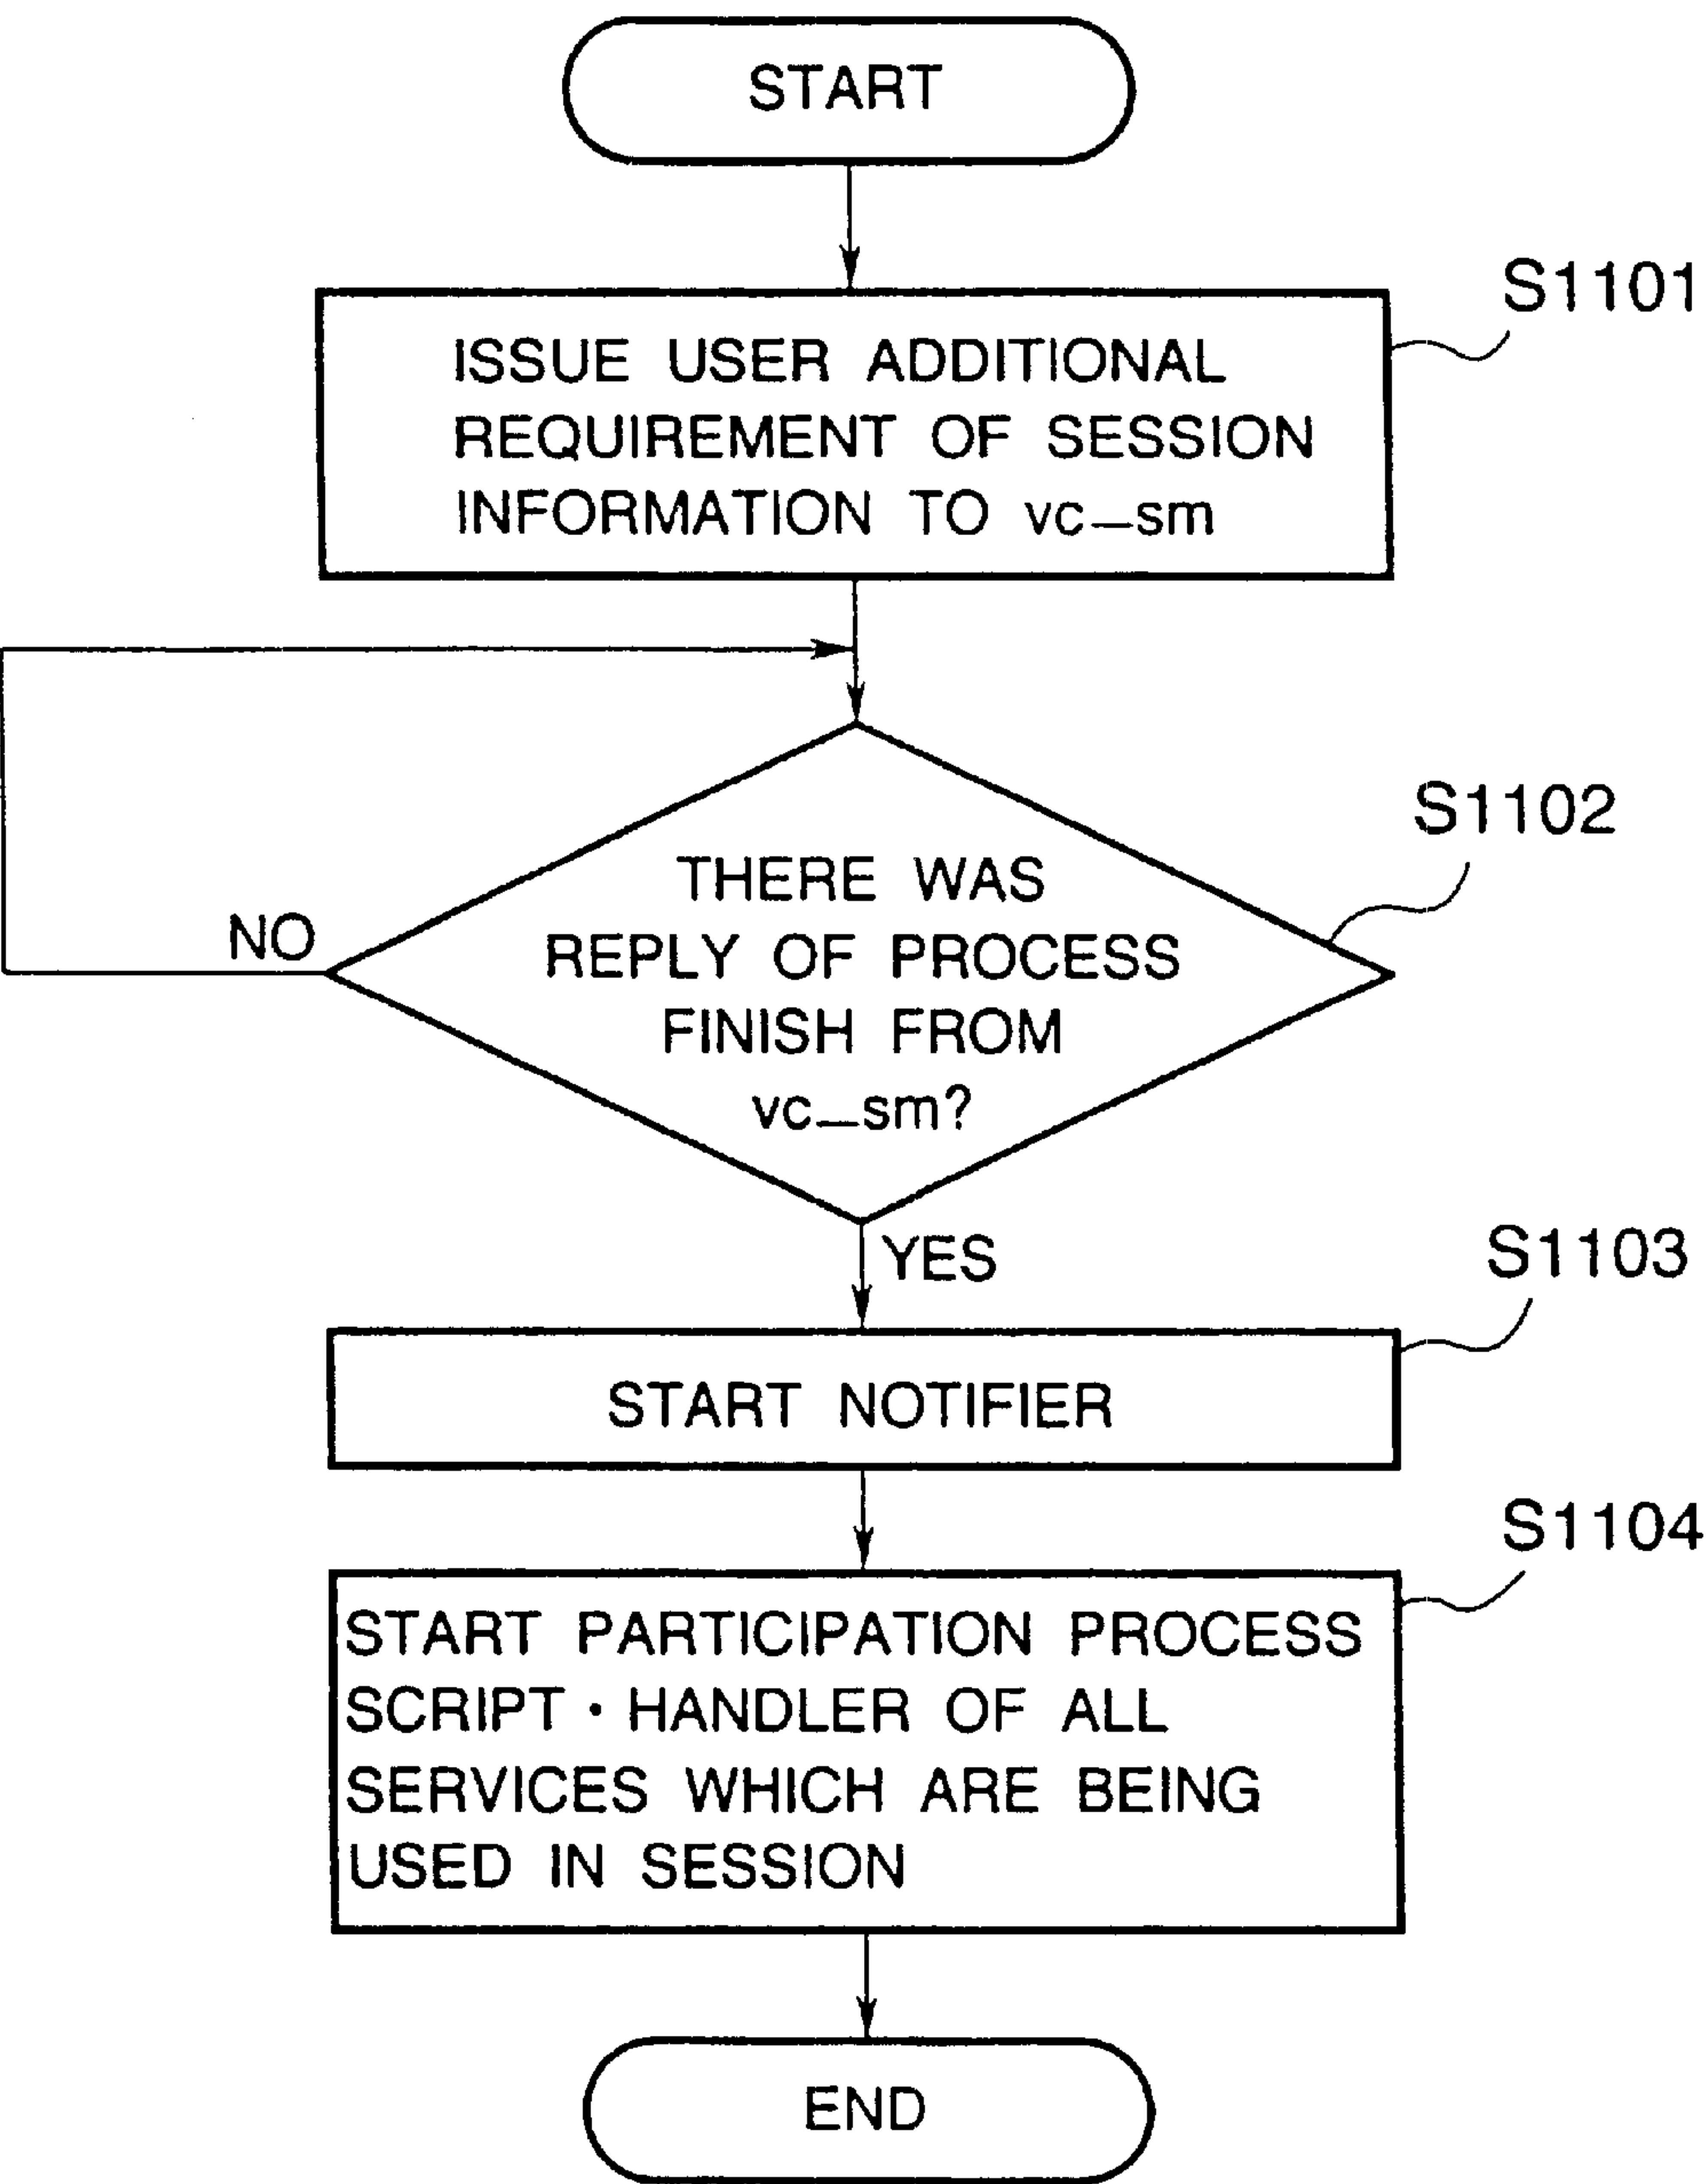 START
S1101
ISSUE USER ADDITIONAL
REQUIREMENT OF SESSION
INFORMATION TO vc_sm
S1102
THERE WAS
REPLY OF PROCESS
FINISH FROM
vc_sm?
NO
YES
S1103
START NOTIFIER
S1104
START PARTICIPATION PROCESS
SCRIPT・HANDLER OF ALL
SERVICES WHICH ARE BEING
USED IN SESSION
END